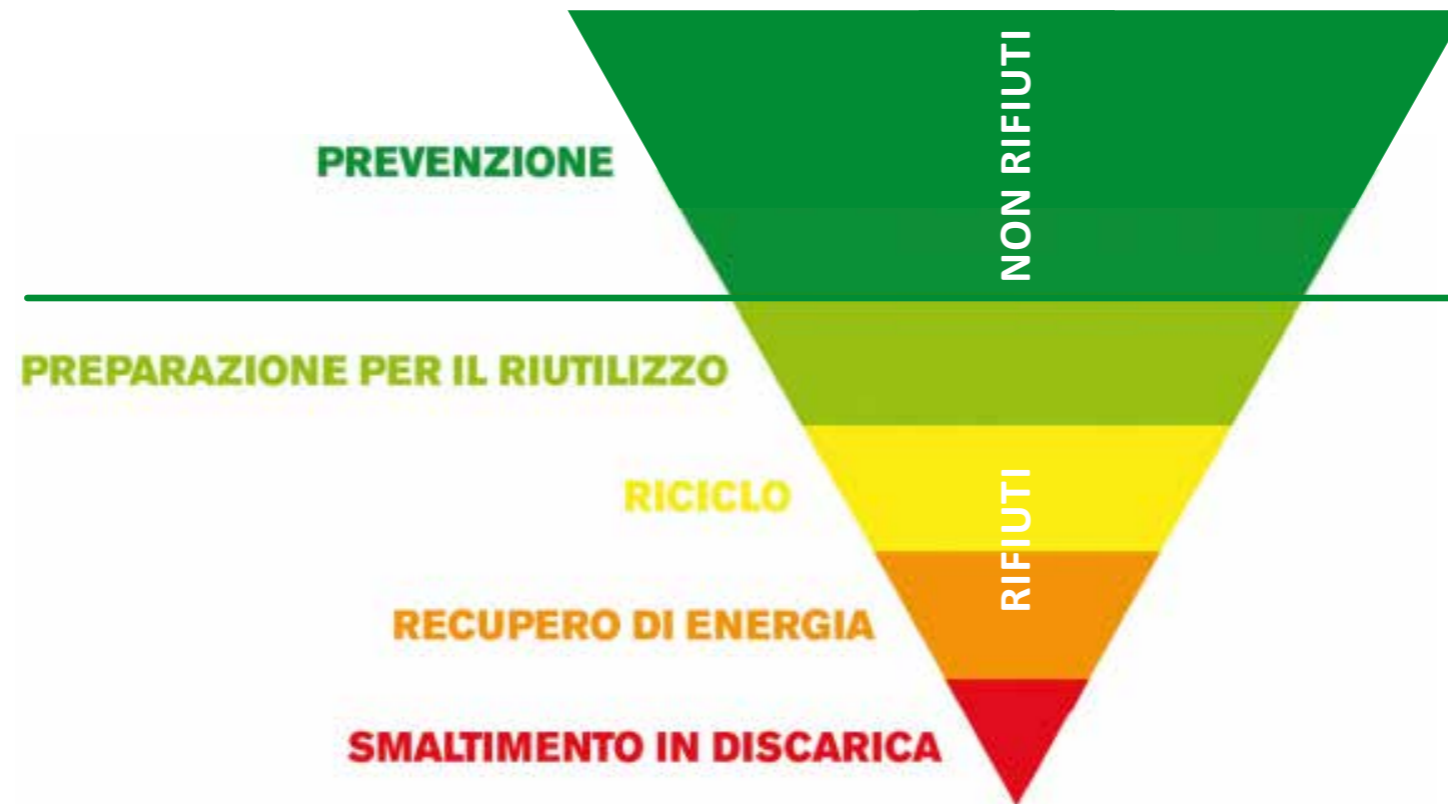 NON RIFIUTI
PREVENZIONE
PREPARAZIONE PER IL RIUTILIZZO
RICICLO
RIFIUTI
RECUPERO DI ENERGIA
SMALTIMENTO IN DISCARICA